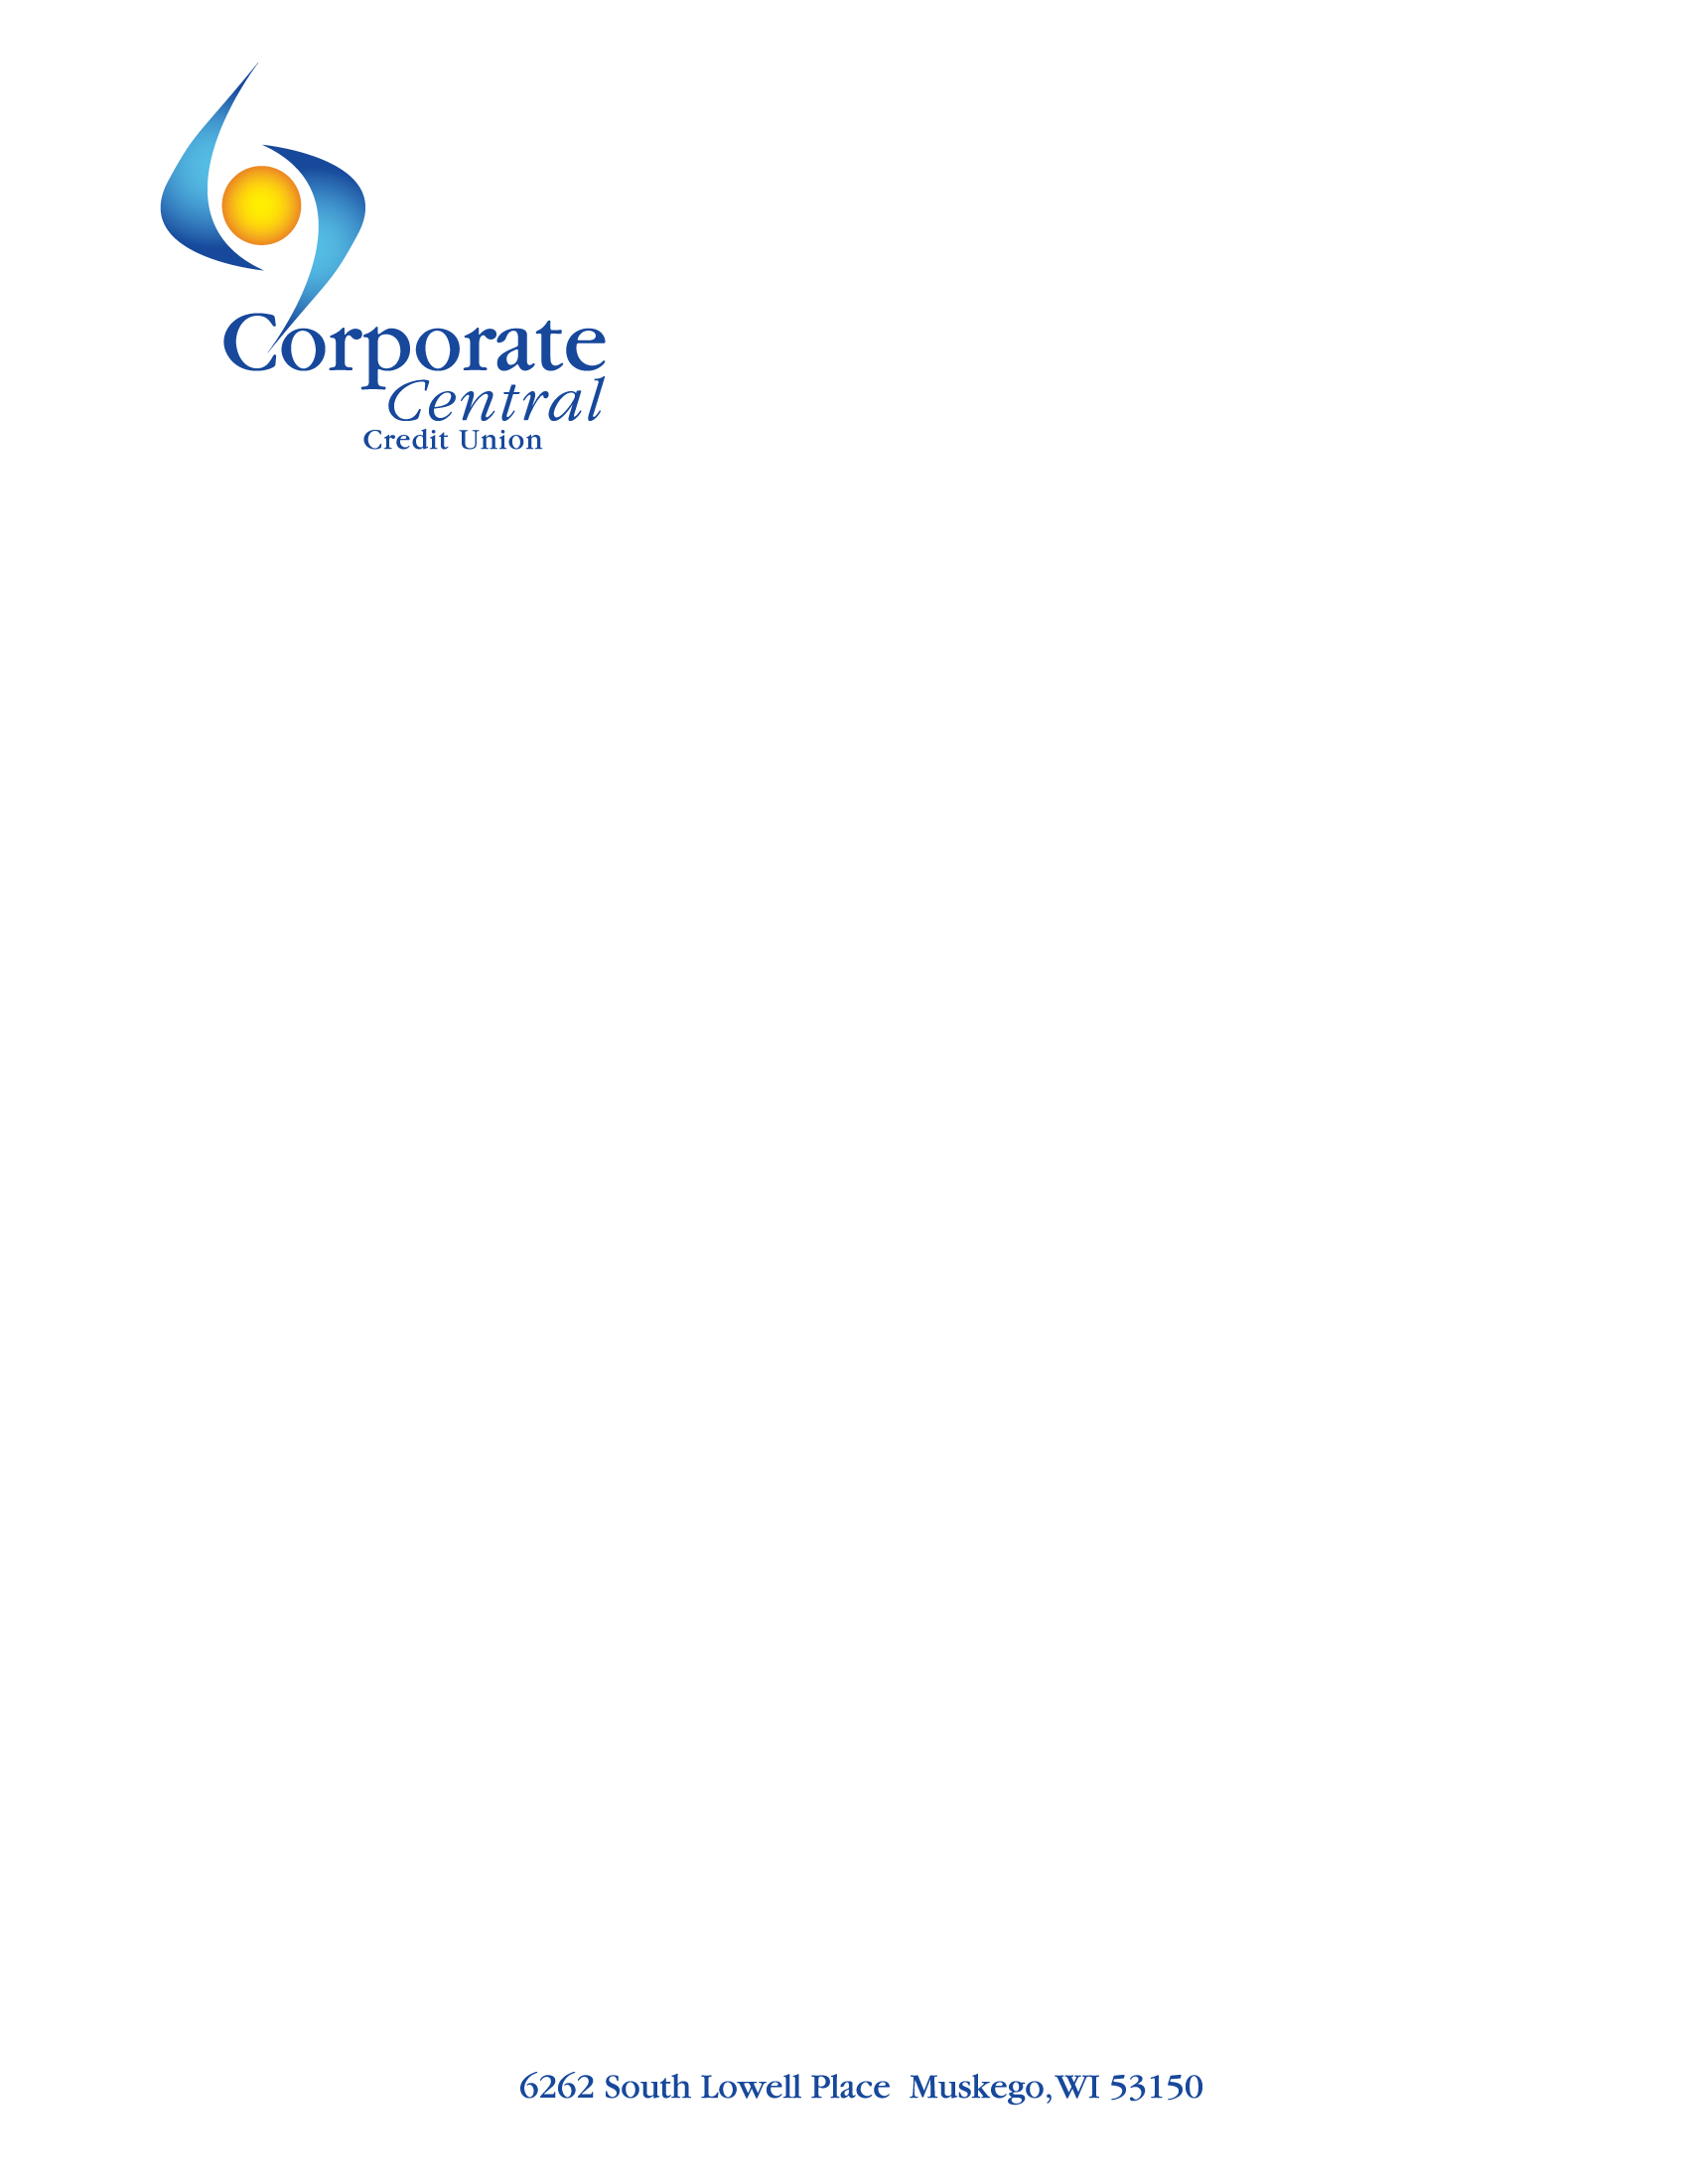 Corporate
Central
Credit Union
6262 South Lowell Place  Muskego, WI 53150